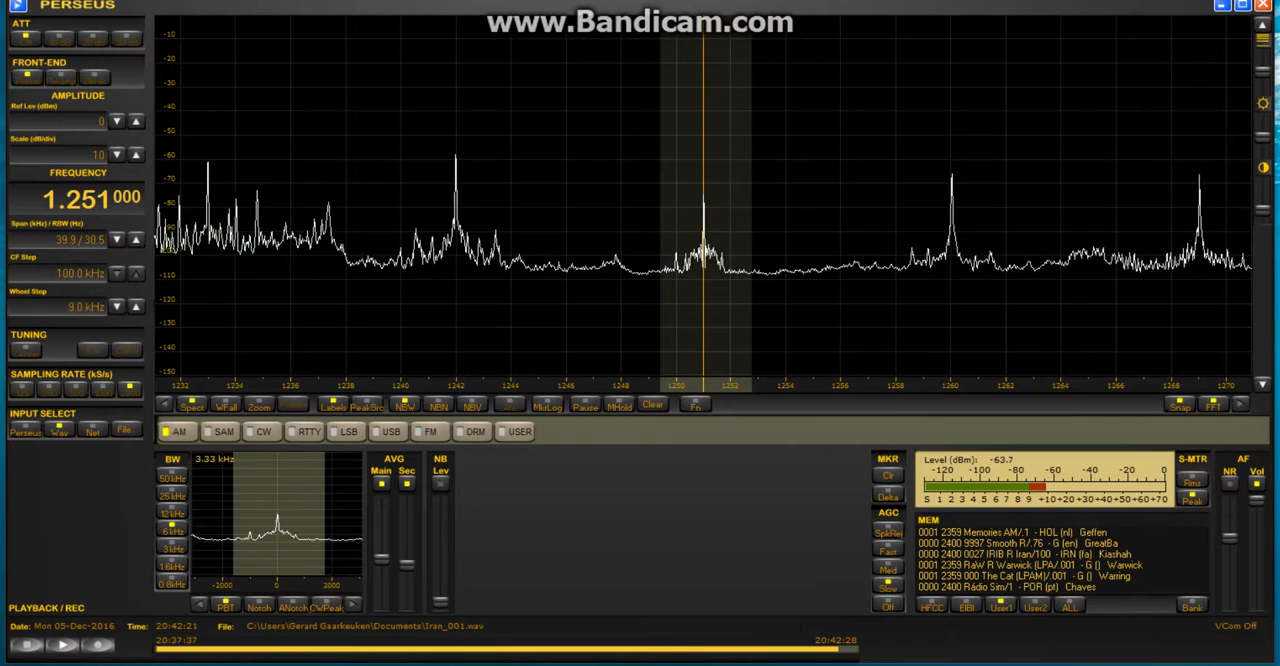 PERSEUS
www.Bandicam.com
ATT
FRONT-END
AMPLITUDE
Ref Lev (dBm)
0
Scale (dB/div)
10
FREQUENCY
1.251 000
Span (kHz) / RBW (Hz)
39.9 / 30.5
CF Step
100.0 kHz
Wheel Step
9.0 kHz
TUNING
SAMPLING RATE (kS/s)
INPUT SELECT
Perseus Wav Net File..
-10
-20
-30
-40
-50
-60
-70
-80
-90
-110
-120
-130
-140
-150
1232 1234 1236 1238 1240 1242 1244 1246 1248 1250 1252 1254 1256 1258 1260 1262 1264 1266 1268 1270
Spect WFall Zoom Labels PeakSrc NBW NBN NBV MkrLog Pause MHold Clear Fn Snap FFT
AM SAM CW RTTY LSB USB FM DRM USER
BW
50 kHz
25 kHz
12 kHz
6 kHz
3 kHz
1.6kHz
0.8kHz
3.33 kHz
-2000 0 2000
PBT Notch ANotch CWPeak
AVG
Main Sec
NB
Lev
MKR
Clr
Delta
AGC
SpkRej
Fast
Med
Slow
Off
Level (dBm): -63.7
-120 -100 -80 -60 -40 -20 0
S 1 2 3 4 5 6 7 8 9 +10+20+30+40+50+60+70
S-MTR
Rms
Peak
AF
NR Vol
MEM
0001 2359 Memories AM/.1 - HOL (nl) Geffen
0000 2400 9997 Smooth R/.76 - G (en) GreatBa
0000 2400 0027 IRIB R Iran/100 - IRN (fa) Kiashah
0001 2359 RaW R Warwick (LPA/.001 - G () Warwick
0001 2359 000 The Cat (LPAM)/.001 - G () Warring
0000 2400 Rádio Sim/1 - POR (pt) Chaves
HFCC EIBI User1 User2 ALL Bank
PLAYBACK / REC
Date: Mon 05-Dec-2016 Time: 20:42:21 File: C:\Users\Gerard Gaarkeuken\Documents\Iran_001.wav
VCom Off
20:37:37 20:42:28